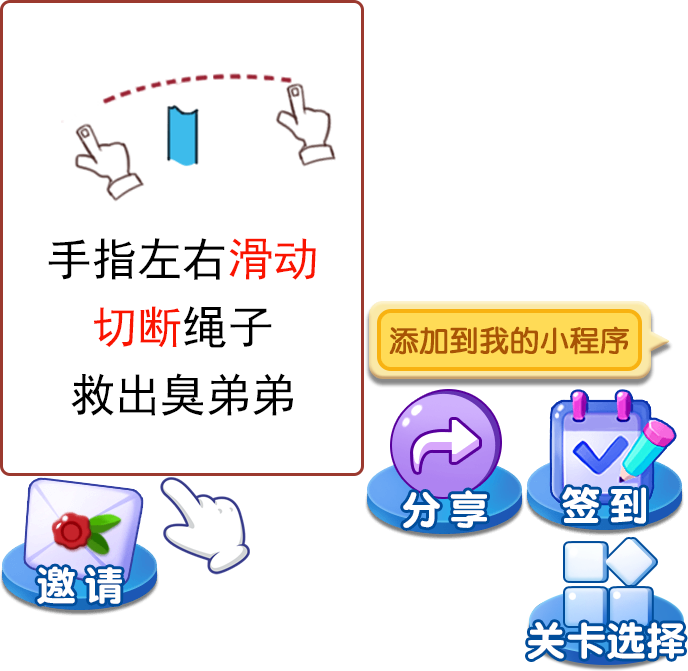 手指左右滑动
切断绳子
救出臭弟弟
添加到我的小程序
分享
签到
邀请
关卡选择